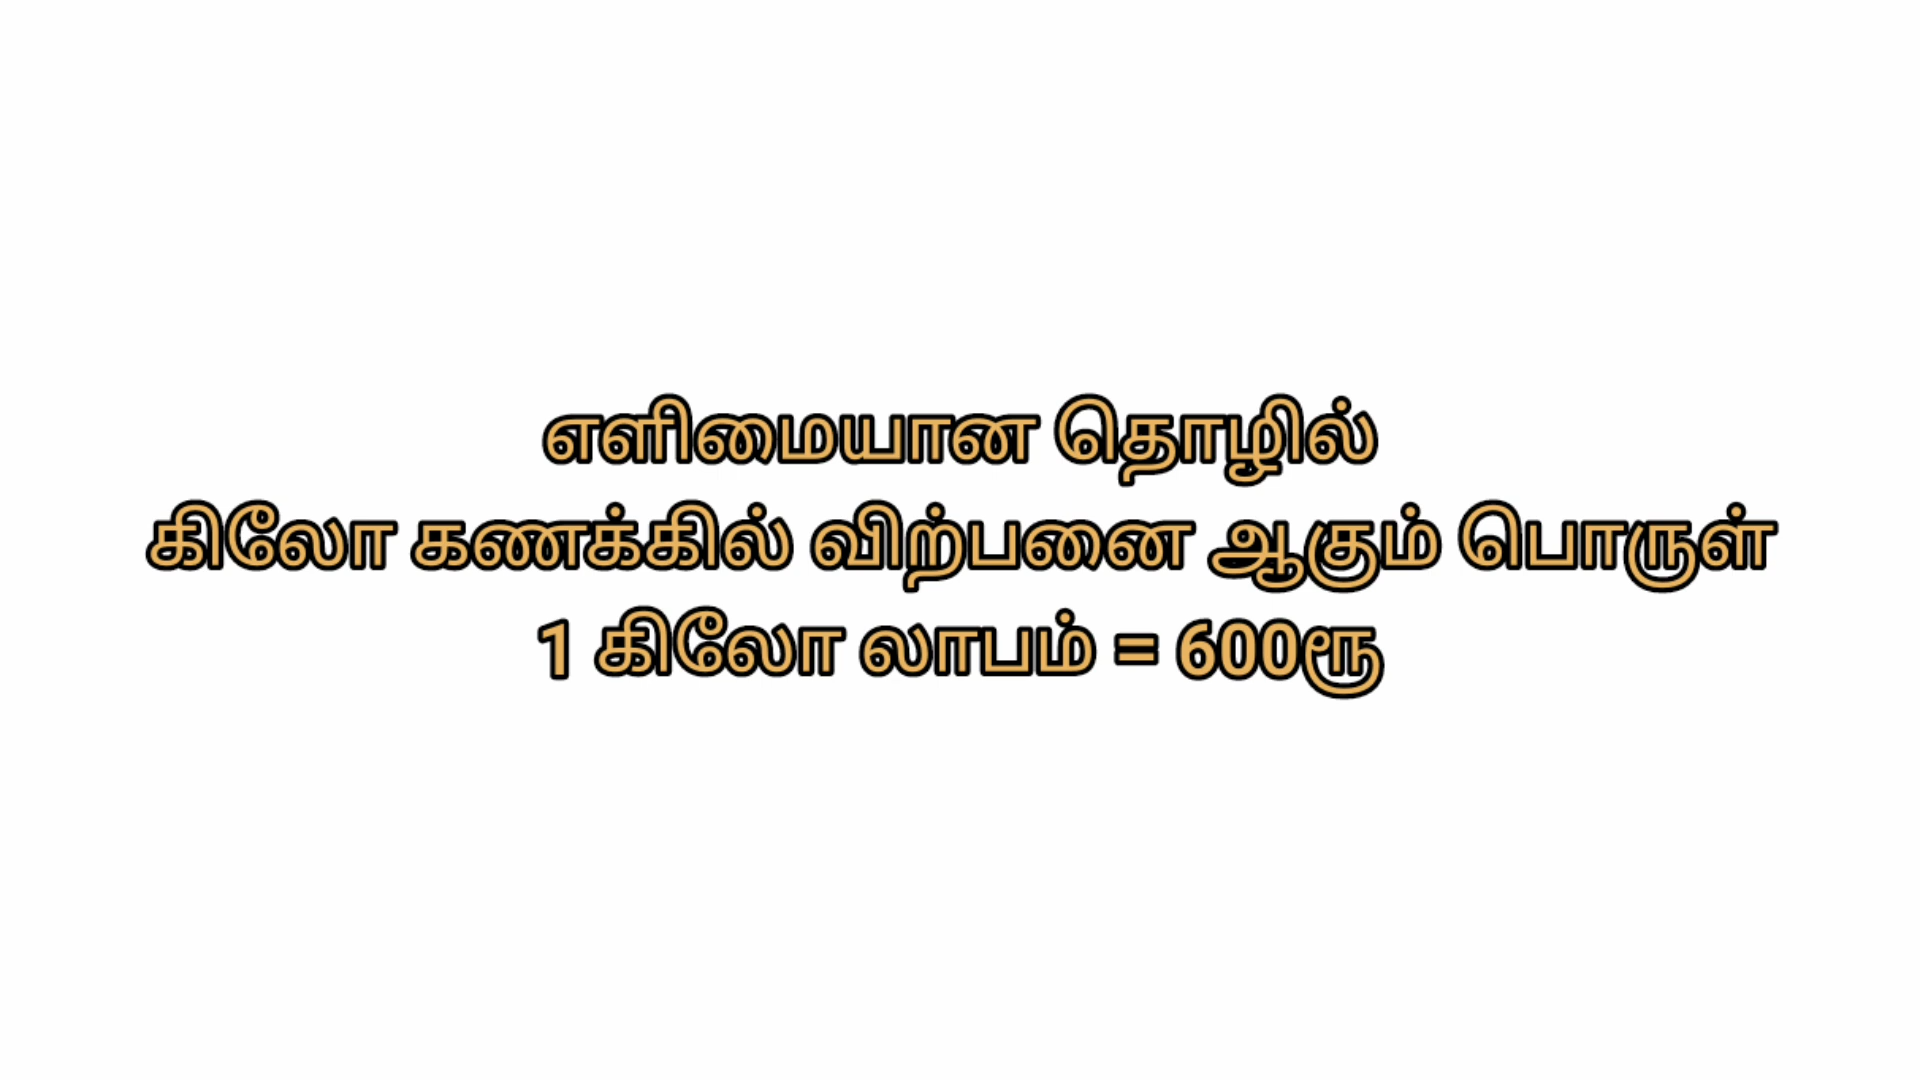 எளிமையான தொழில்
கிலோ கணக்கில் விற்பனை ஆகும் பொருள்
1 கிலோ லாபம் = 600ரூ